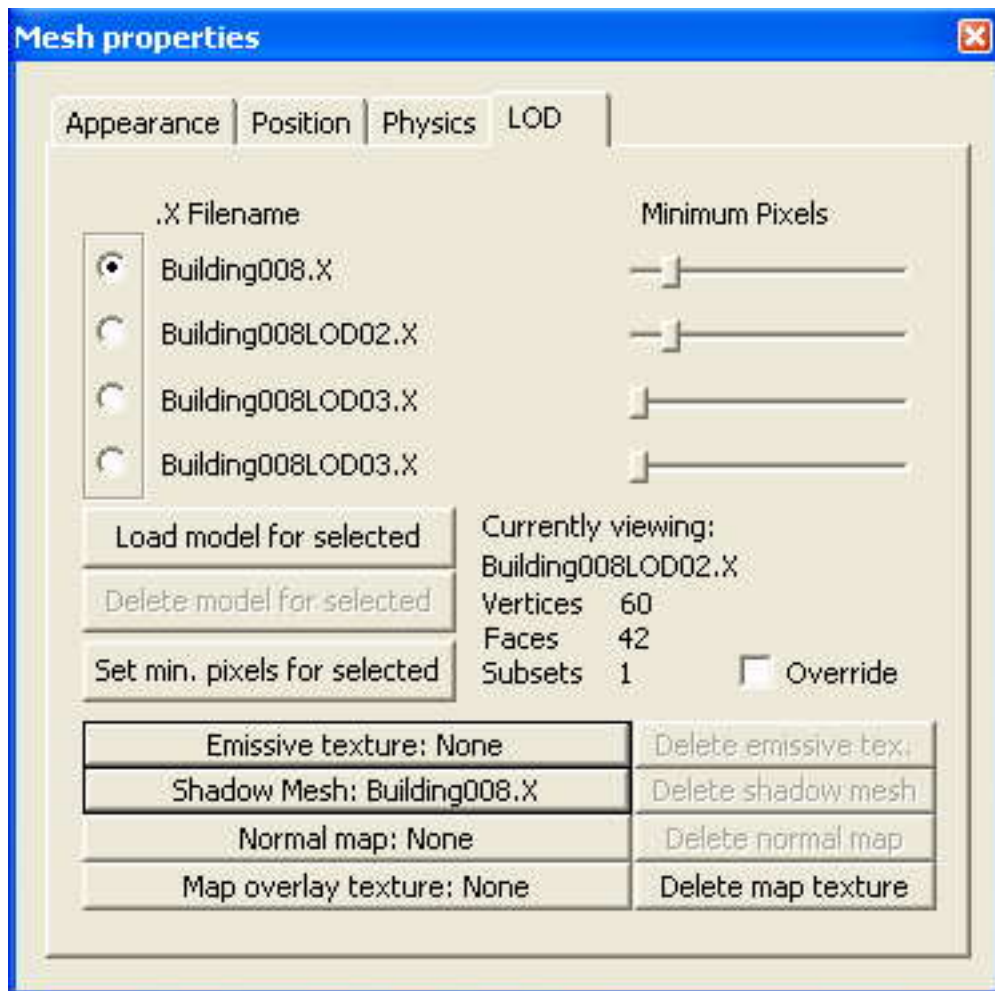 Mesh properties
Appearance Position Physics LOD
.X Filename Minimum Pixels
Building008.X
Building008LOD02.X
Building008LOD03.X
Building008LOD03.X
Load model for selected
Delete model for selected
Set min. pixels for selected
Currently viewing:
Building008LOD02.X
Vertices 60
Faces 42
Subsets 1
Override
Emissive texture: None Delete emissive tex.
Shadow Mesh: Building008.X Delete shadow mesh
Normal map: None Delete normal map
Map overlay texture: None Delete map texture